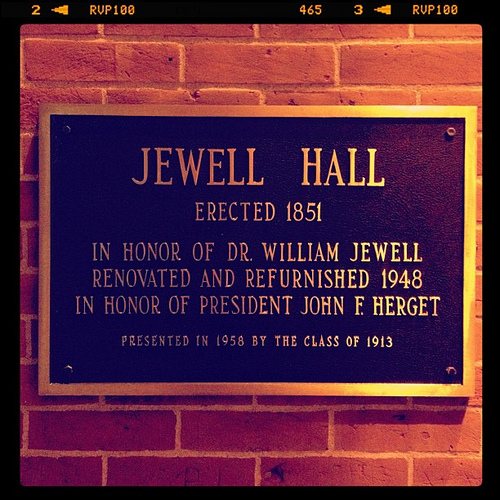 2 ◀ RVP100 465 3 ◀ RVP100
JEWELL HALL
ERECTED 1851
IN HONOR OF DR. WILLIAM JEWELL
RENOVATED AND REFURNISHED 1948
IN HONOR OF PRESIDENT JOHN F. HERGET
PRESENTED IN 1958 BY THE CLASS OF 1913